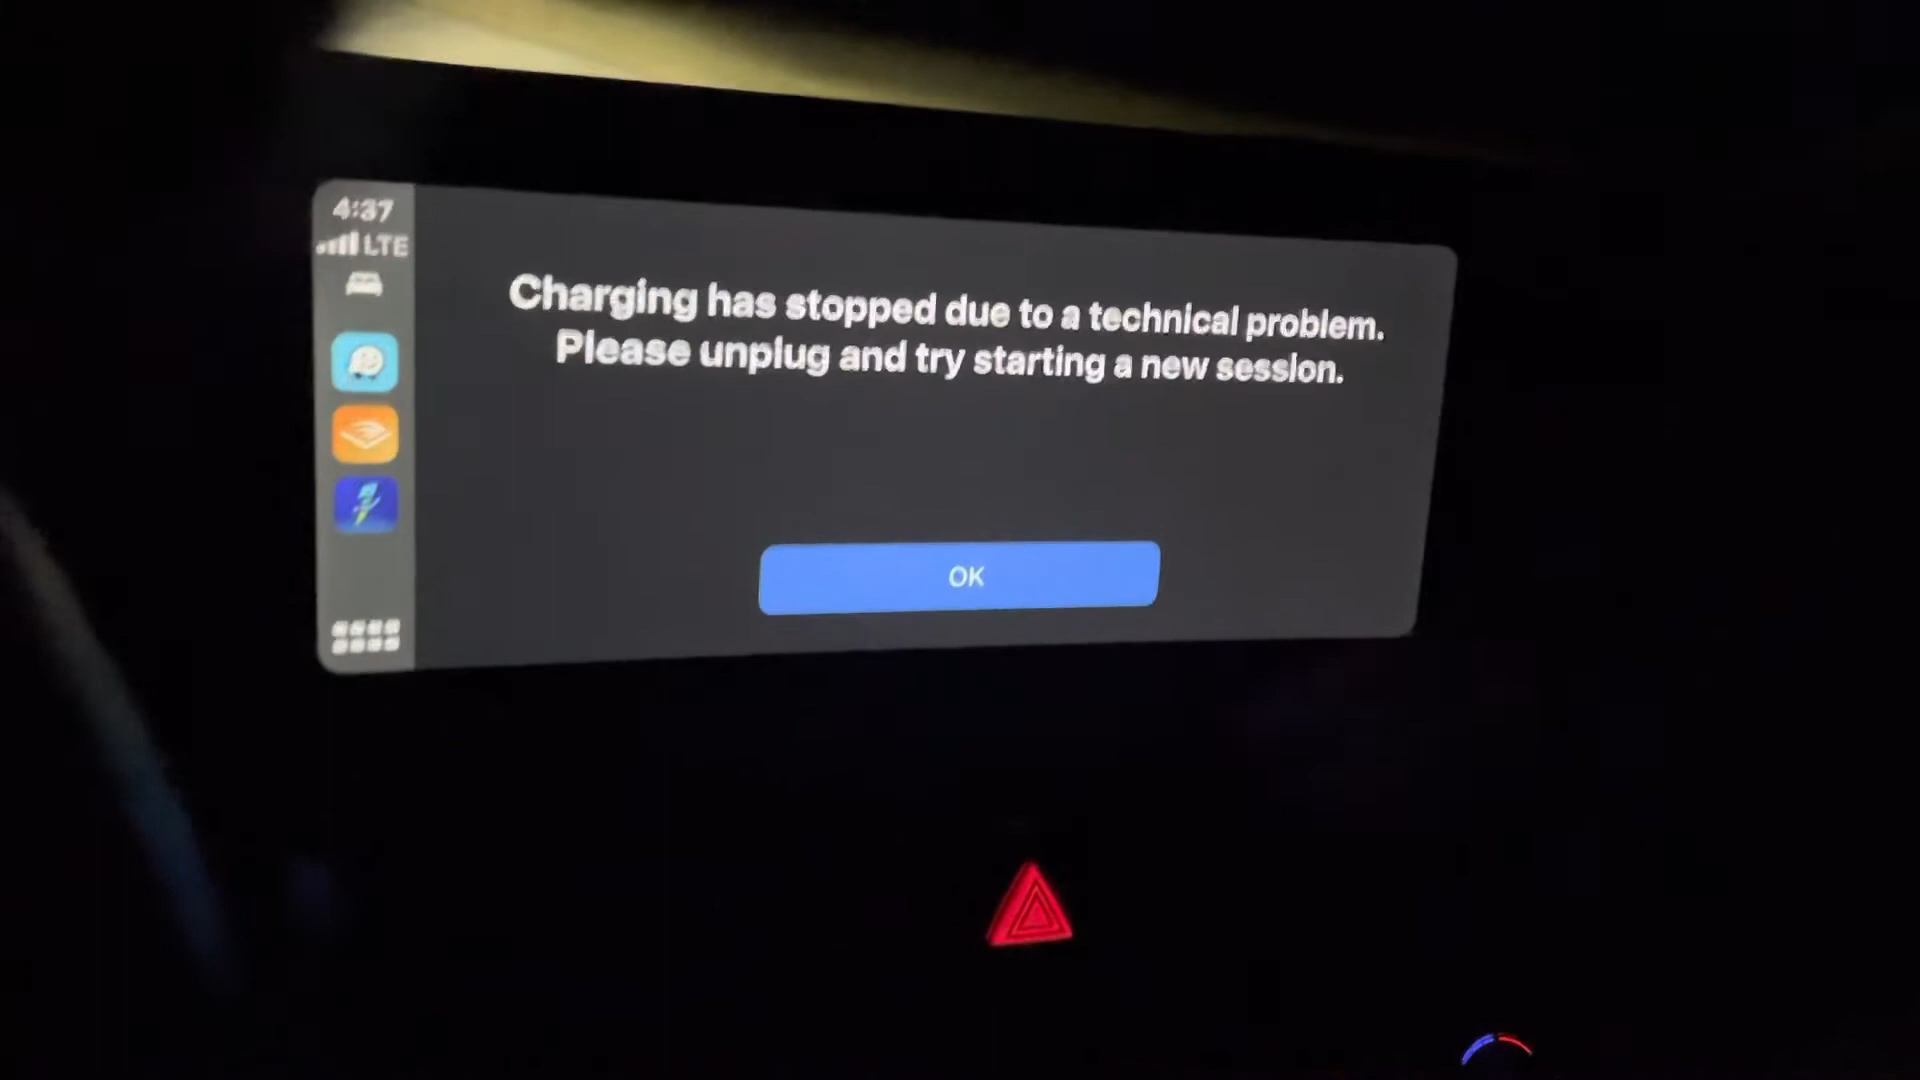 4:37
LTE
Charging has stopped due to a technical problem.
Please unplug and try starting a new session.
OK